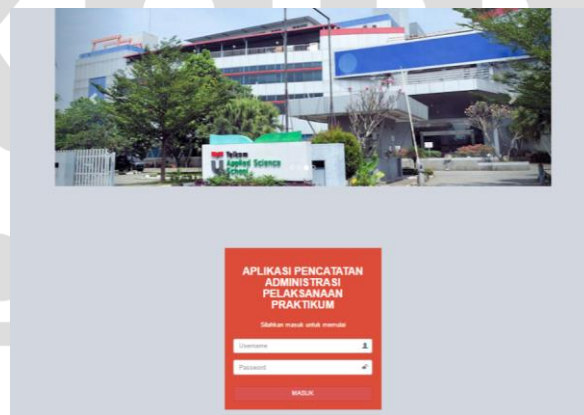 Telkom
Applied Science
School
APLIKASI PENCATATAN
ADMINISTRASI
PELAKSANAAN
PRAKTIKUM
Silahkan masuk untuk memulai
Username
Password
MASUK